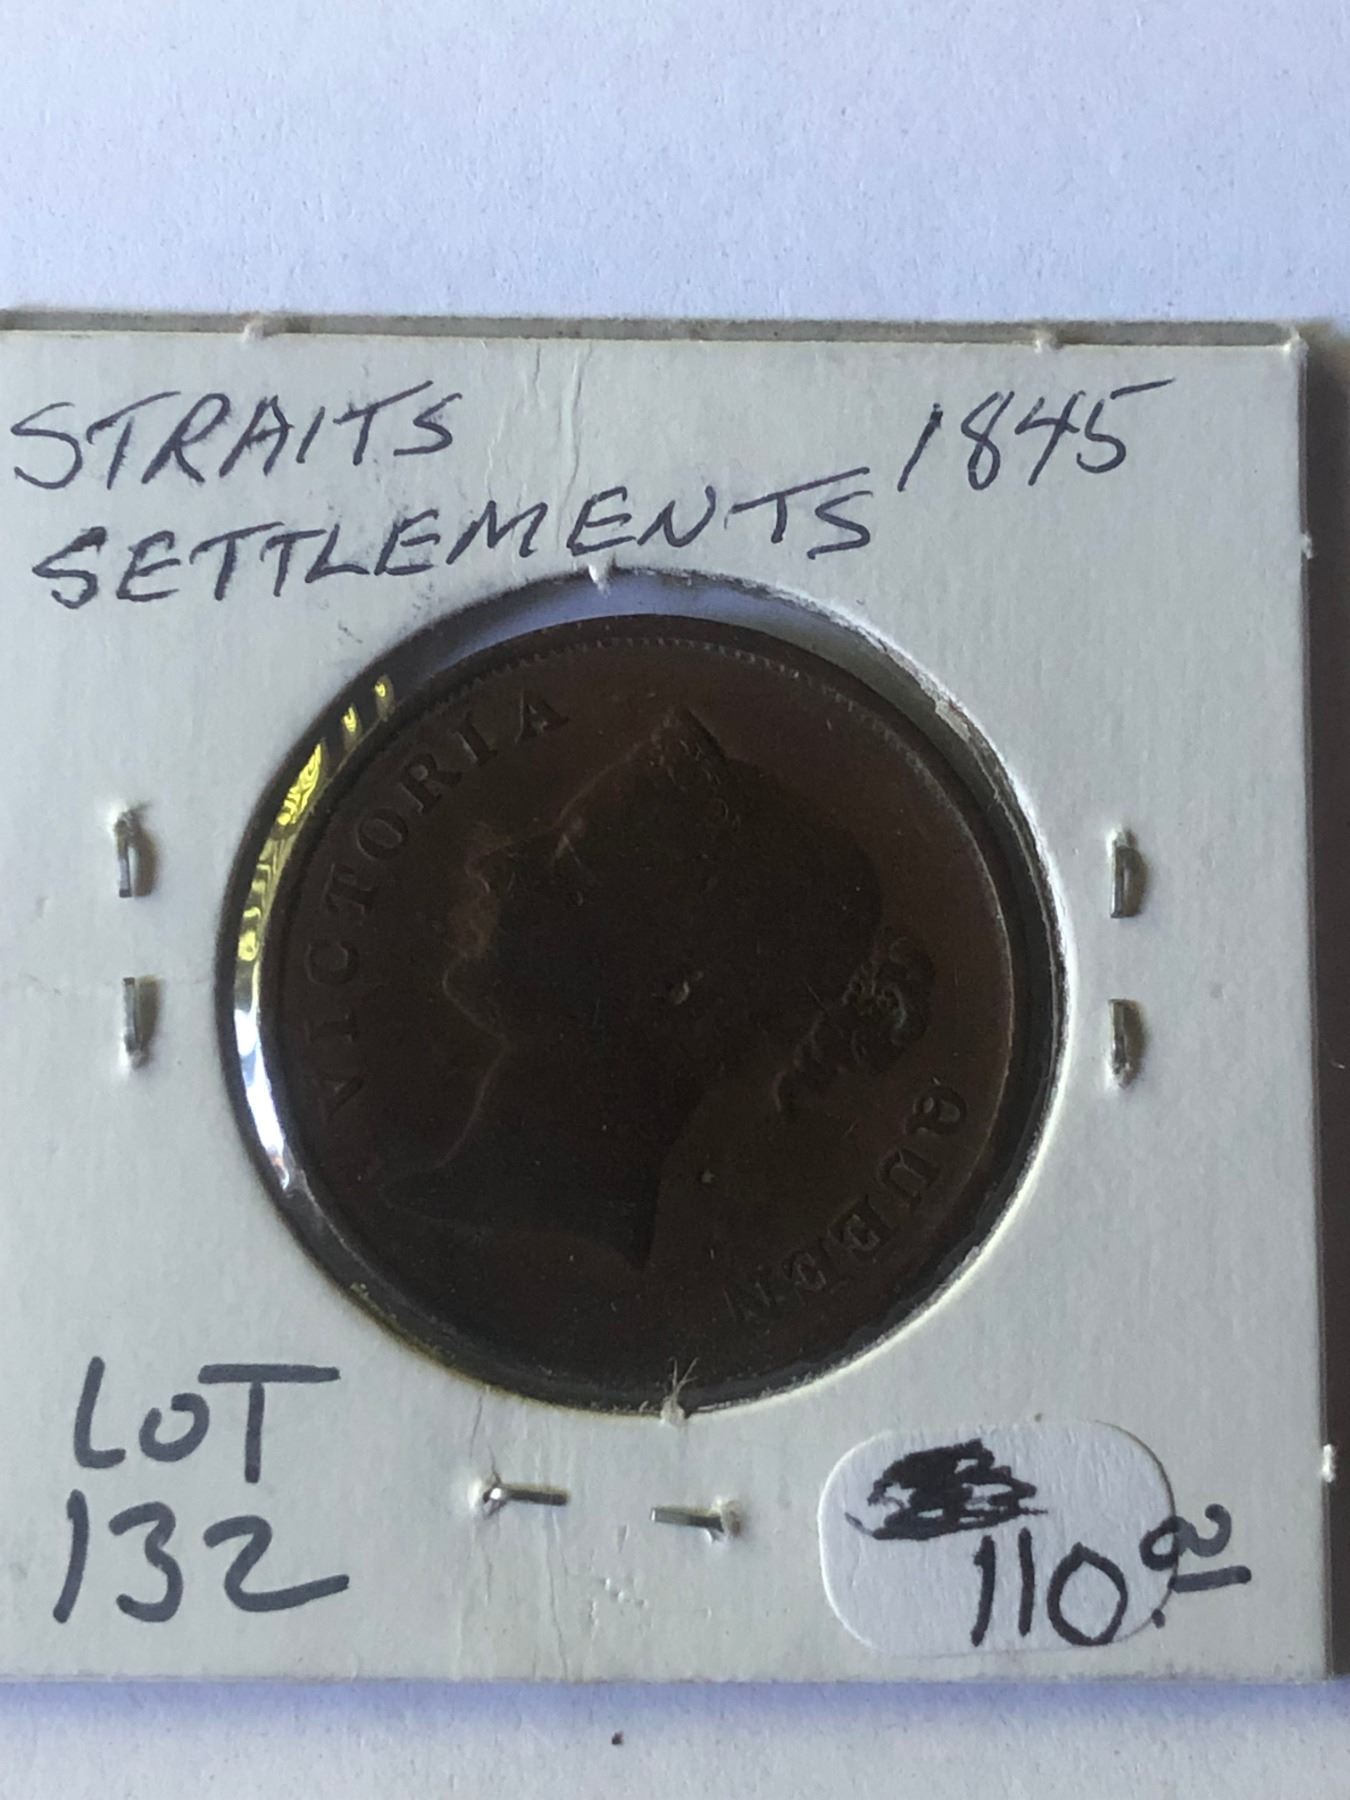 STRAITS 1845
SETTLEMENTS
VICTORIA QUEEN
LOT
132
110.00